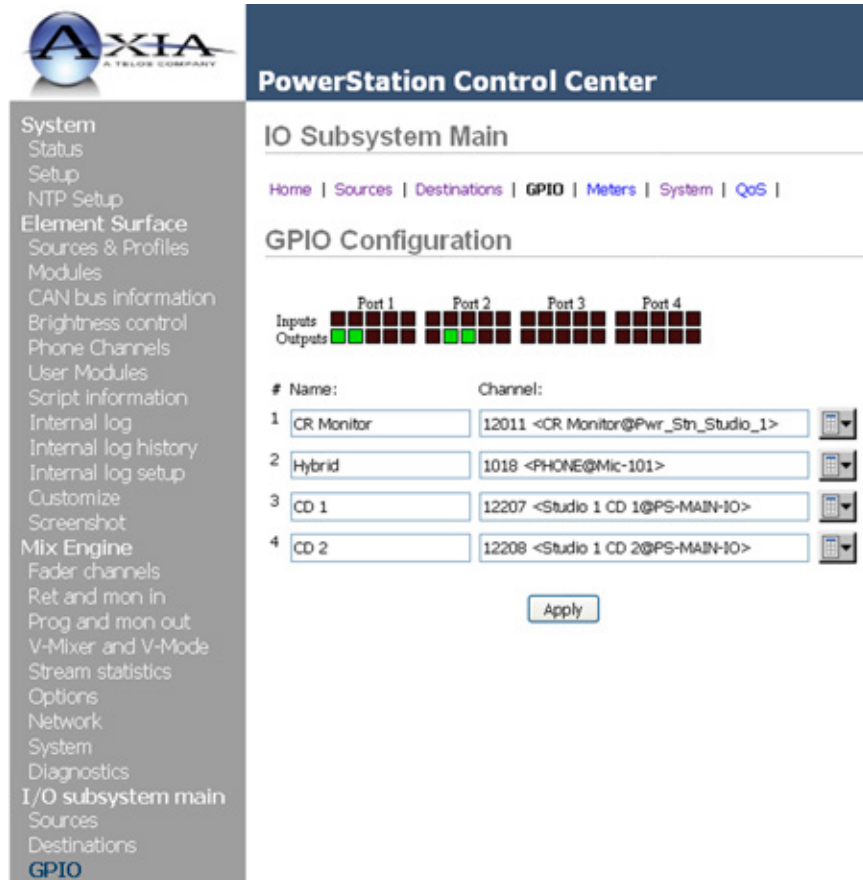 AXIA
A TELOS COMPANY
PowerStation Control Center
System
Status
Setup
NTP Setup
Element Surface
Sources & Profiles
Modules
CAN bus information
Brightness control
Phone Channels
User Modules
Script information
Internal log
Internal log history
Internal log setup
Customize
Screenshot
Mix Engine
Fader channels
Ret and mon in
Prog and mon out
V-Mixer and V-Mode
Stream statistics
Options
Network
System
Diagnostics
I/O subsystem main
Sources
Destinations
GPIO
IO Subsystem Main
Home | Sources | Destinations | GPIO | Meters | System | QoS |
GPIO Configuration
Port 1 Port 2 Port 3 Port 4
Inputs
Outputs
# Name: Channel:
1 CR Monitor 12011 <CR Monitor@Pwr_Stn_Studio_1>
2 Hybrid 1018 <PHONE@Mic-101>
3 CD 1 12207 <Studio 1 CD 1@PS-MAIN-IO>
4 CD 2 12208 <Studio 1 CD 2@PS-MAIN-IO>
Apply